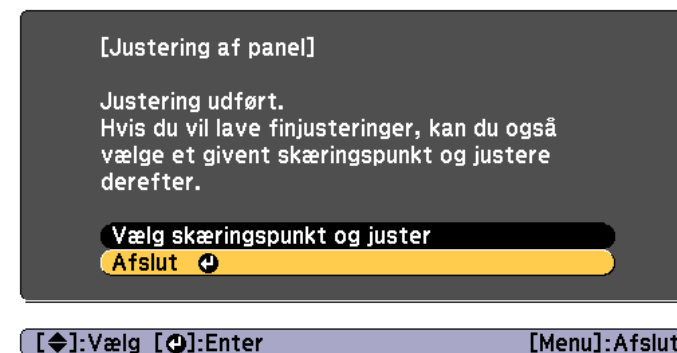 [Justering af panel]
Justering udført.
Hvis du vil lave finjusteringer, kan du også
vælge et givent skæringspunkt og justere
derefter.
Vælg skæringspunkt og juster
Afslut
[◆]:Vælg [⏎]:Enter [Menu]:Afslut